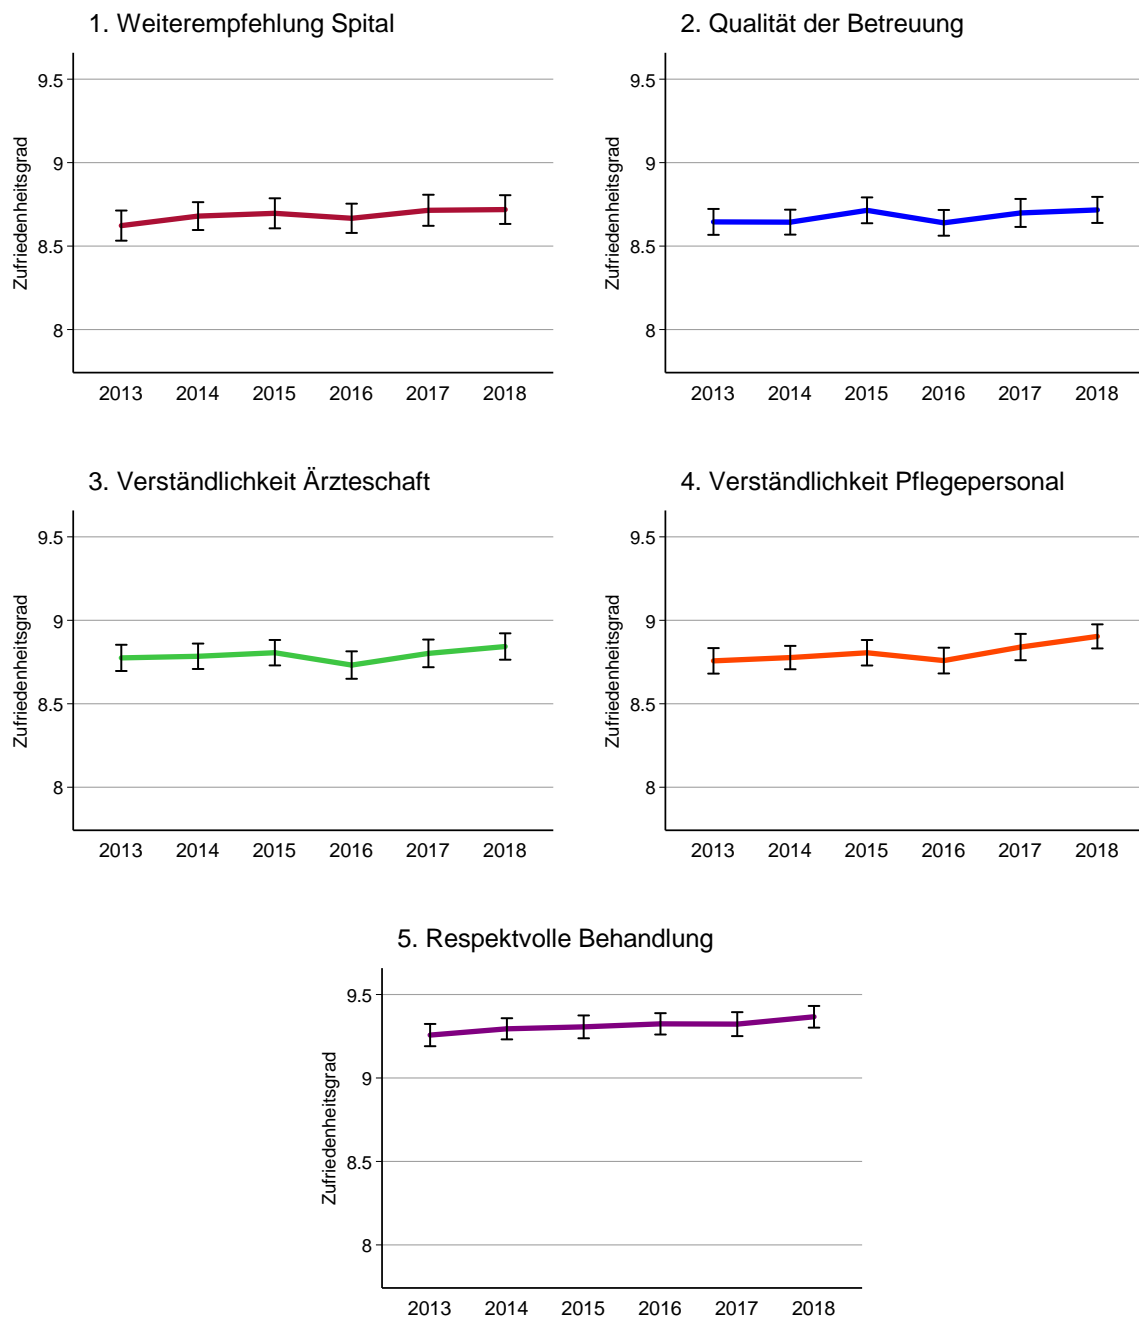 1. Weiterempfehlung Spital
Zufriedenheitsgrad
9.5
9
8.5
8
2013 2014 2015 2016 2017 2018
2. Qualität der Betreuung
Zufriedenheitsgrad
9.5
9
8.5
8
2013 2014 2015 2016 2017 2018
3. Verständlichkeit Ärzteschaft
Zufriedenheitsgrad
9.5
9
8.5
8
2013 2014 2015 2016 2017 2018
4. Verständlichkeit Pflegepersonal
Zufriedenheitsgrad
9.5
9
8.5
8
2013 2014 2015 2016 2017 2018
5. Respektvolle Behandlung
Zufriedenheitsgrad
9.5
9
8.5
8
2013 2014 2015 2016 2017 2018